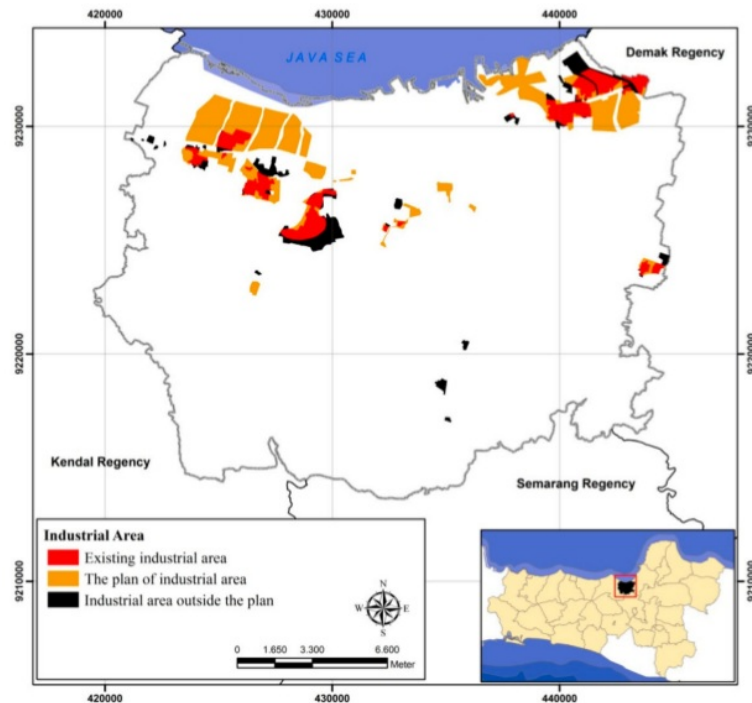 420000 430000 440000
JAVA SEA
Demak Regency
9230000 9230000
9220000 9220000
Kendal Regency
Semarang Regency
Industrial Area
Existing industrial area
The plan of industrial area
Industrial area outside the plan
N
W E
S
0 1.650 3.300 6.600
Meter
9210000 9210000
420000 430000 440000